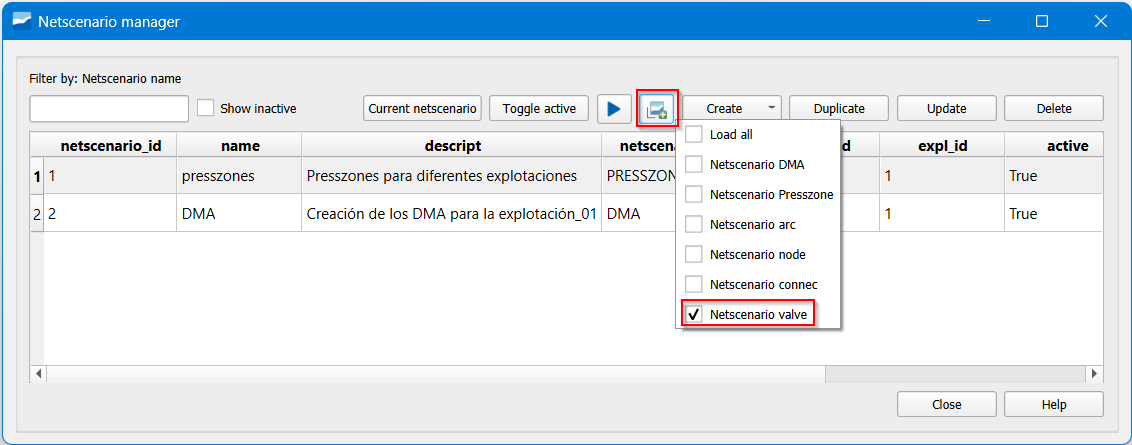 Netscenario manager
Filter by: Netscenario name
Show inactive Current netscenario Toggle active Create Duplicate Update Delete
netscenario_id name descript netscena d expl_id active
Load all
1 1 presszones Presszones para diferentes explotaciones PRESSZON 1 True
Netscenario DMA
Netscenario Presszone
2 2 DMA Creación de los DMA para la explotación_01 DMA 1 True
Netscenario arc
Netscenario node
Netscenario connec
Netscenario valve
Close Help